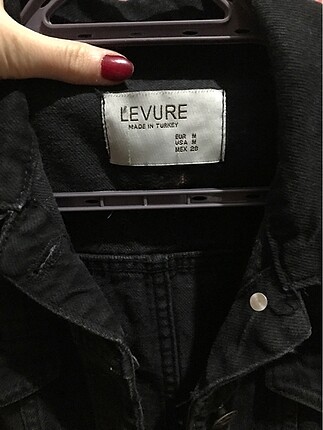 LEVURE
MADE IN TURKEY
EUR M
USA M
MEX 28